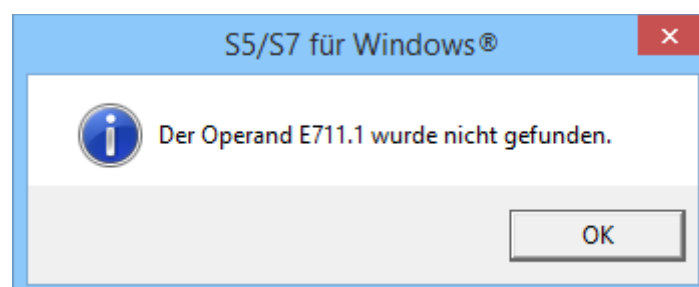 S5/S7 für Windows®
Der Operand E711.1 wurde nicht gefunden.
OK